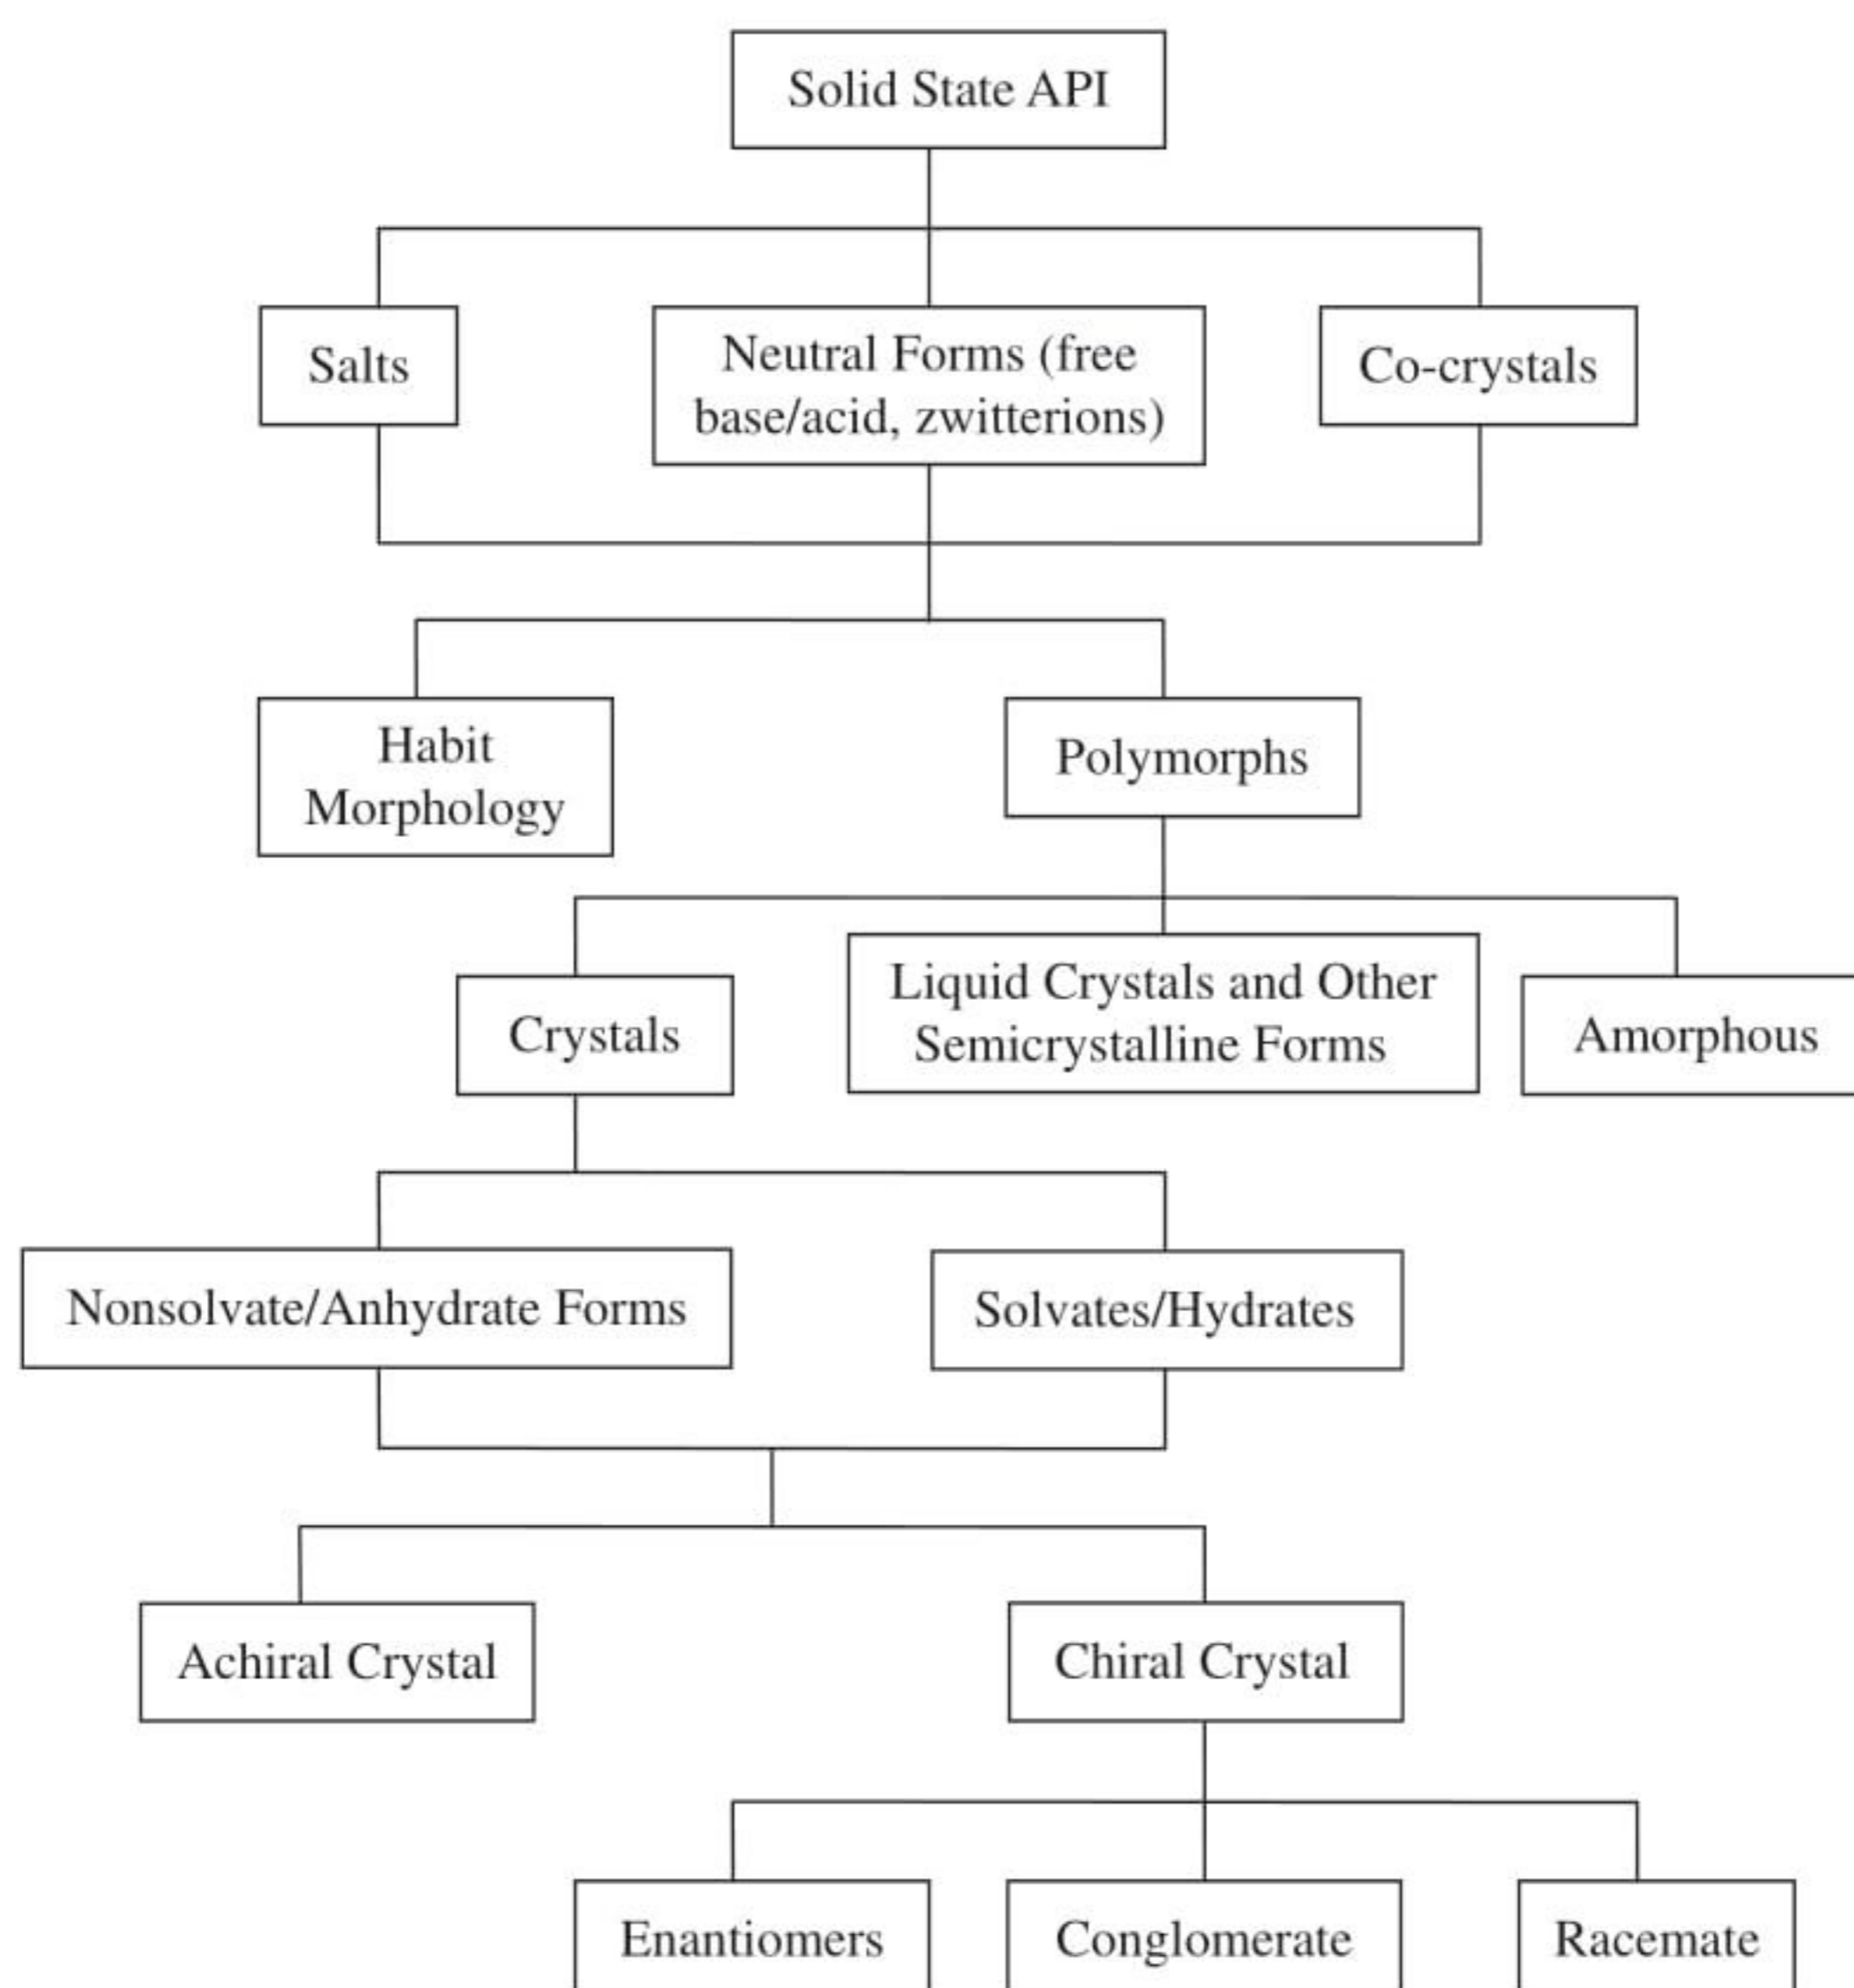 Solid State API
Salts
Neutral Forms (free
base/acid, zwitterions)
Co-crystals
Habit
Morphology
Polymorphs
Crystals
Liquid Crystals and Other
Semicrystalline Forms
Amorphous
Nonsolvate/Anhydrate Forms
Solvates/Hydrates
Achiral Crystal
Chiral Crystal
Enantiomers
Conglomerate
Racemate